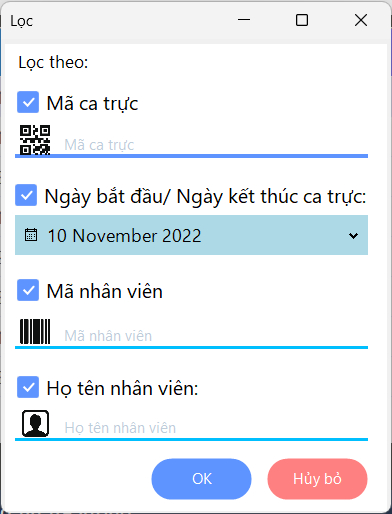 Lọc
Lọc theo:
Mã ca trực
Mã ca trực
Ngày bắt đầu/ Ngày kết thúc ca trực:
10 November 2022
Mã nhân viên
Mã nhân viên
Họ tên nhân viên:
Họ tên nhân viên
OK
Hủy bỏ